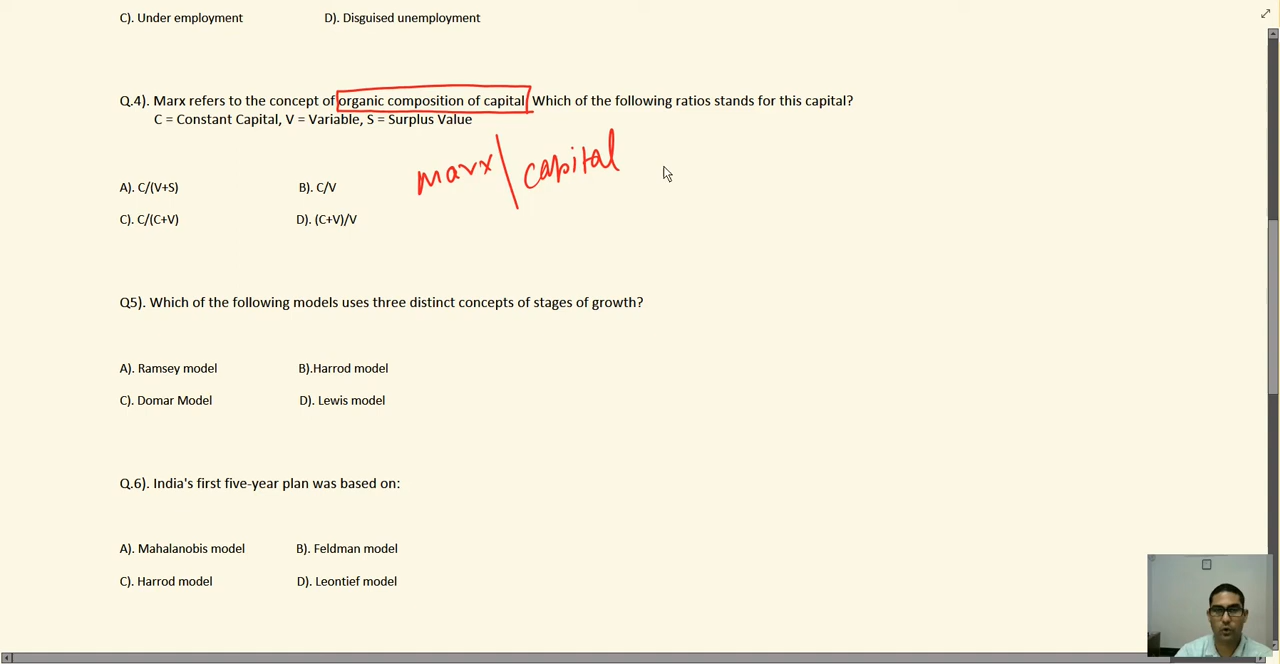 C). Under employment D). Disguised unemployment
Q.4). Marx refers to the concept of organic composition of capital Which of the following ratios stands for this capital?
C = Constant Capital, V = Variable, S = Surplus Value
marx / capital
A). C/(V+S) B). C/V
C). C/(C+V) D). (C+V)/V
Q5). Which of the following models uses three distinct concepts of stages of growth?
A). Ramsey model B).Harrod model
C). Domar Model D). Lewis model
Q.6). India's first five-year plan was based on:
A). Mahalanobis model B). Feldman model
C). Harrod model D). Leontief model